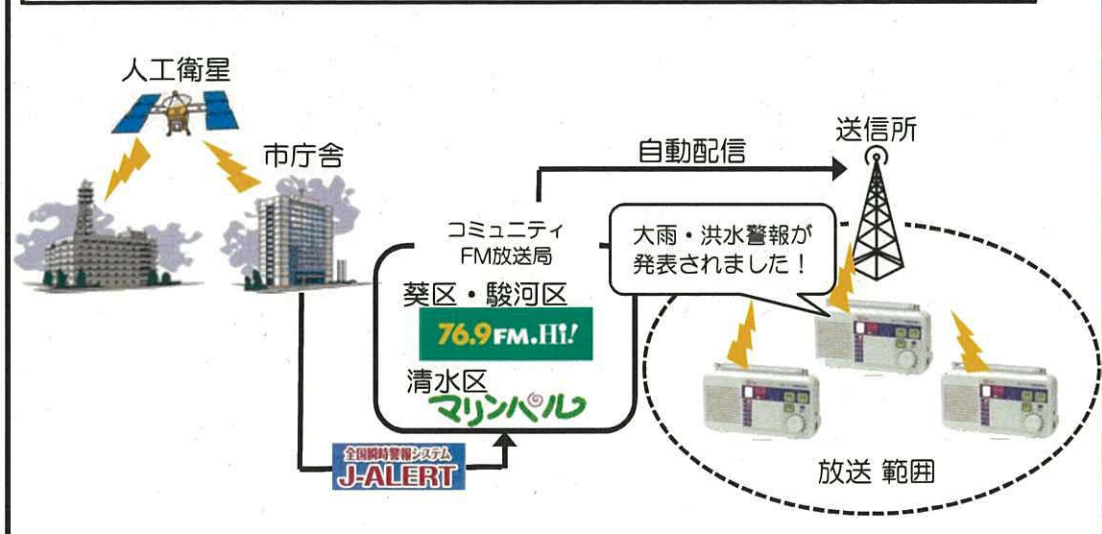 人工衛星
市庁舎
自動配信
送信所
コミュニティ
FM放送局
大雨・洪水警報が
発表されました！
葵区・駿河区
76.9 FM.Hi!
清水区
マリンパル
全国瞬時警報システム
J-ALERT
放送 範囲